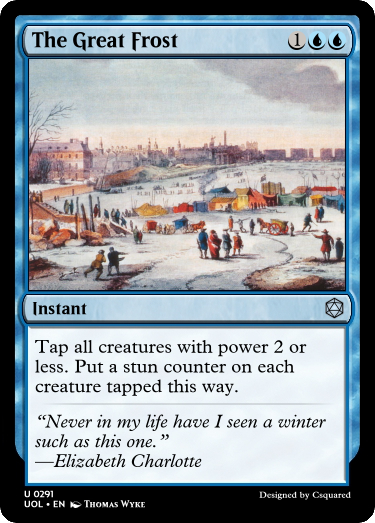 The Great Frost 1
Instant
Tap all creatures with power 2 or
less. Put a stun counter on each
creature tapped this way.
“Never in my life have I seen a winter
such as this one.”
—Elizabeth Charlotte
U 0291
UOL • EN Thomas Wyke
Designed by Csquared